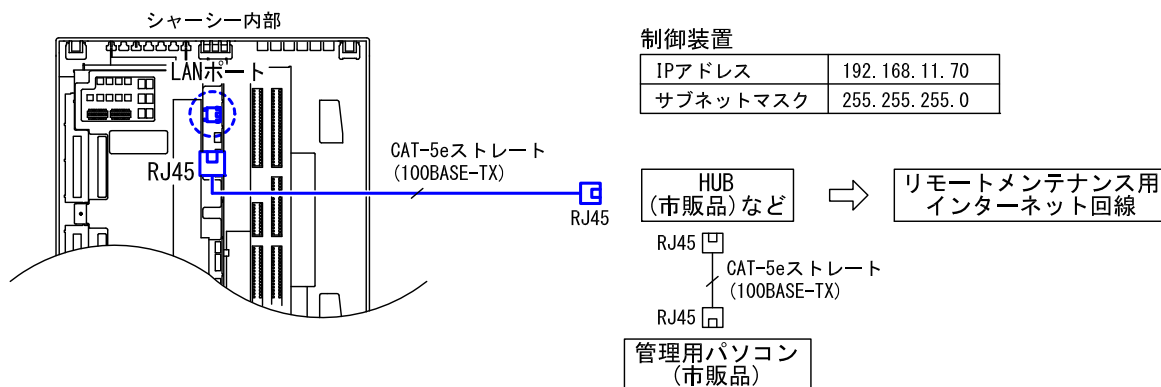 シャーシー内部
LANポート
RJ45
CAT-5eストレート
(100BASE-TX)
RJ45
制御装置
IPアドレス 192.168.11.70
サブネットマスク 255.255.255.0
HUB
(市販品)など
リモートメンテナンス用
インターネット回線
RJ45
CAT-5eストレート
(100BASE-TX)
RJ45
管理用パソコン
(市販品)